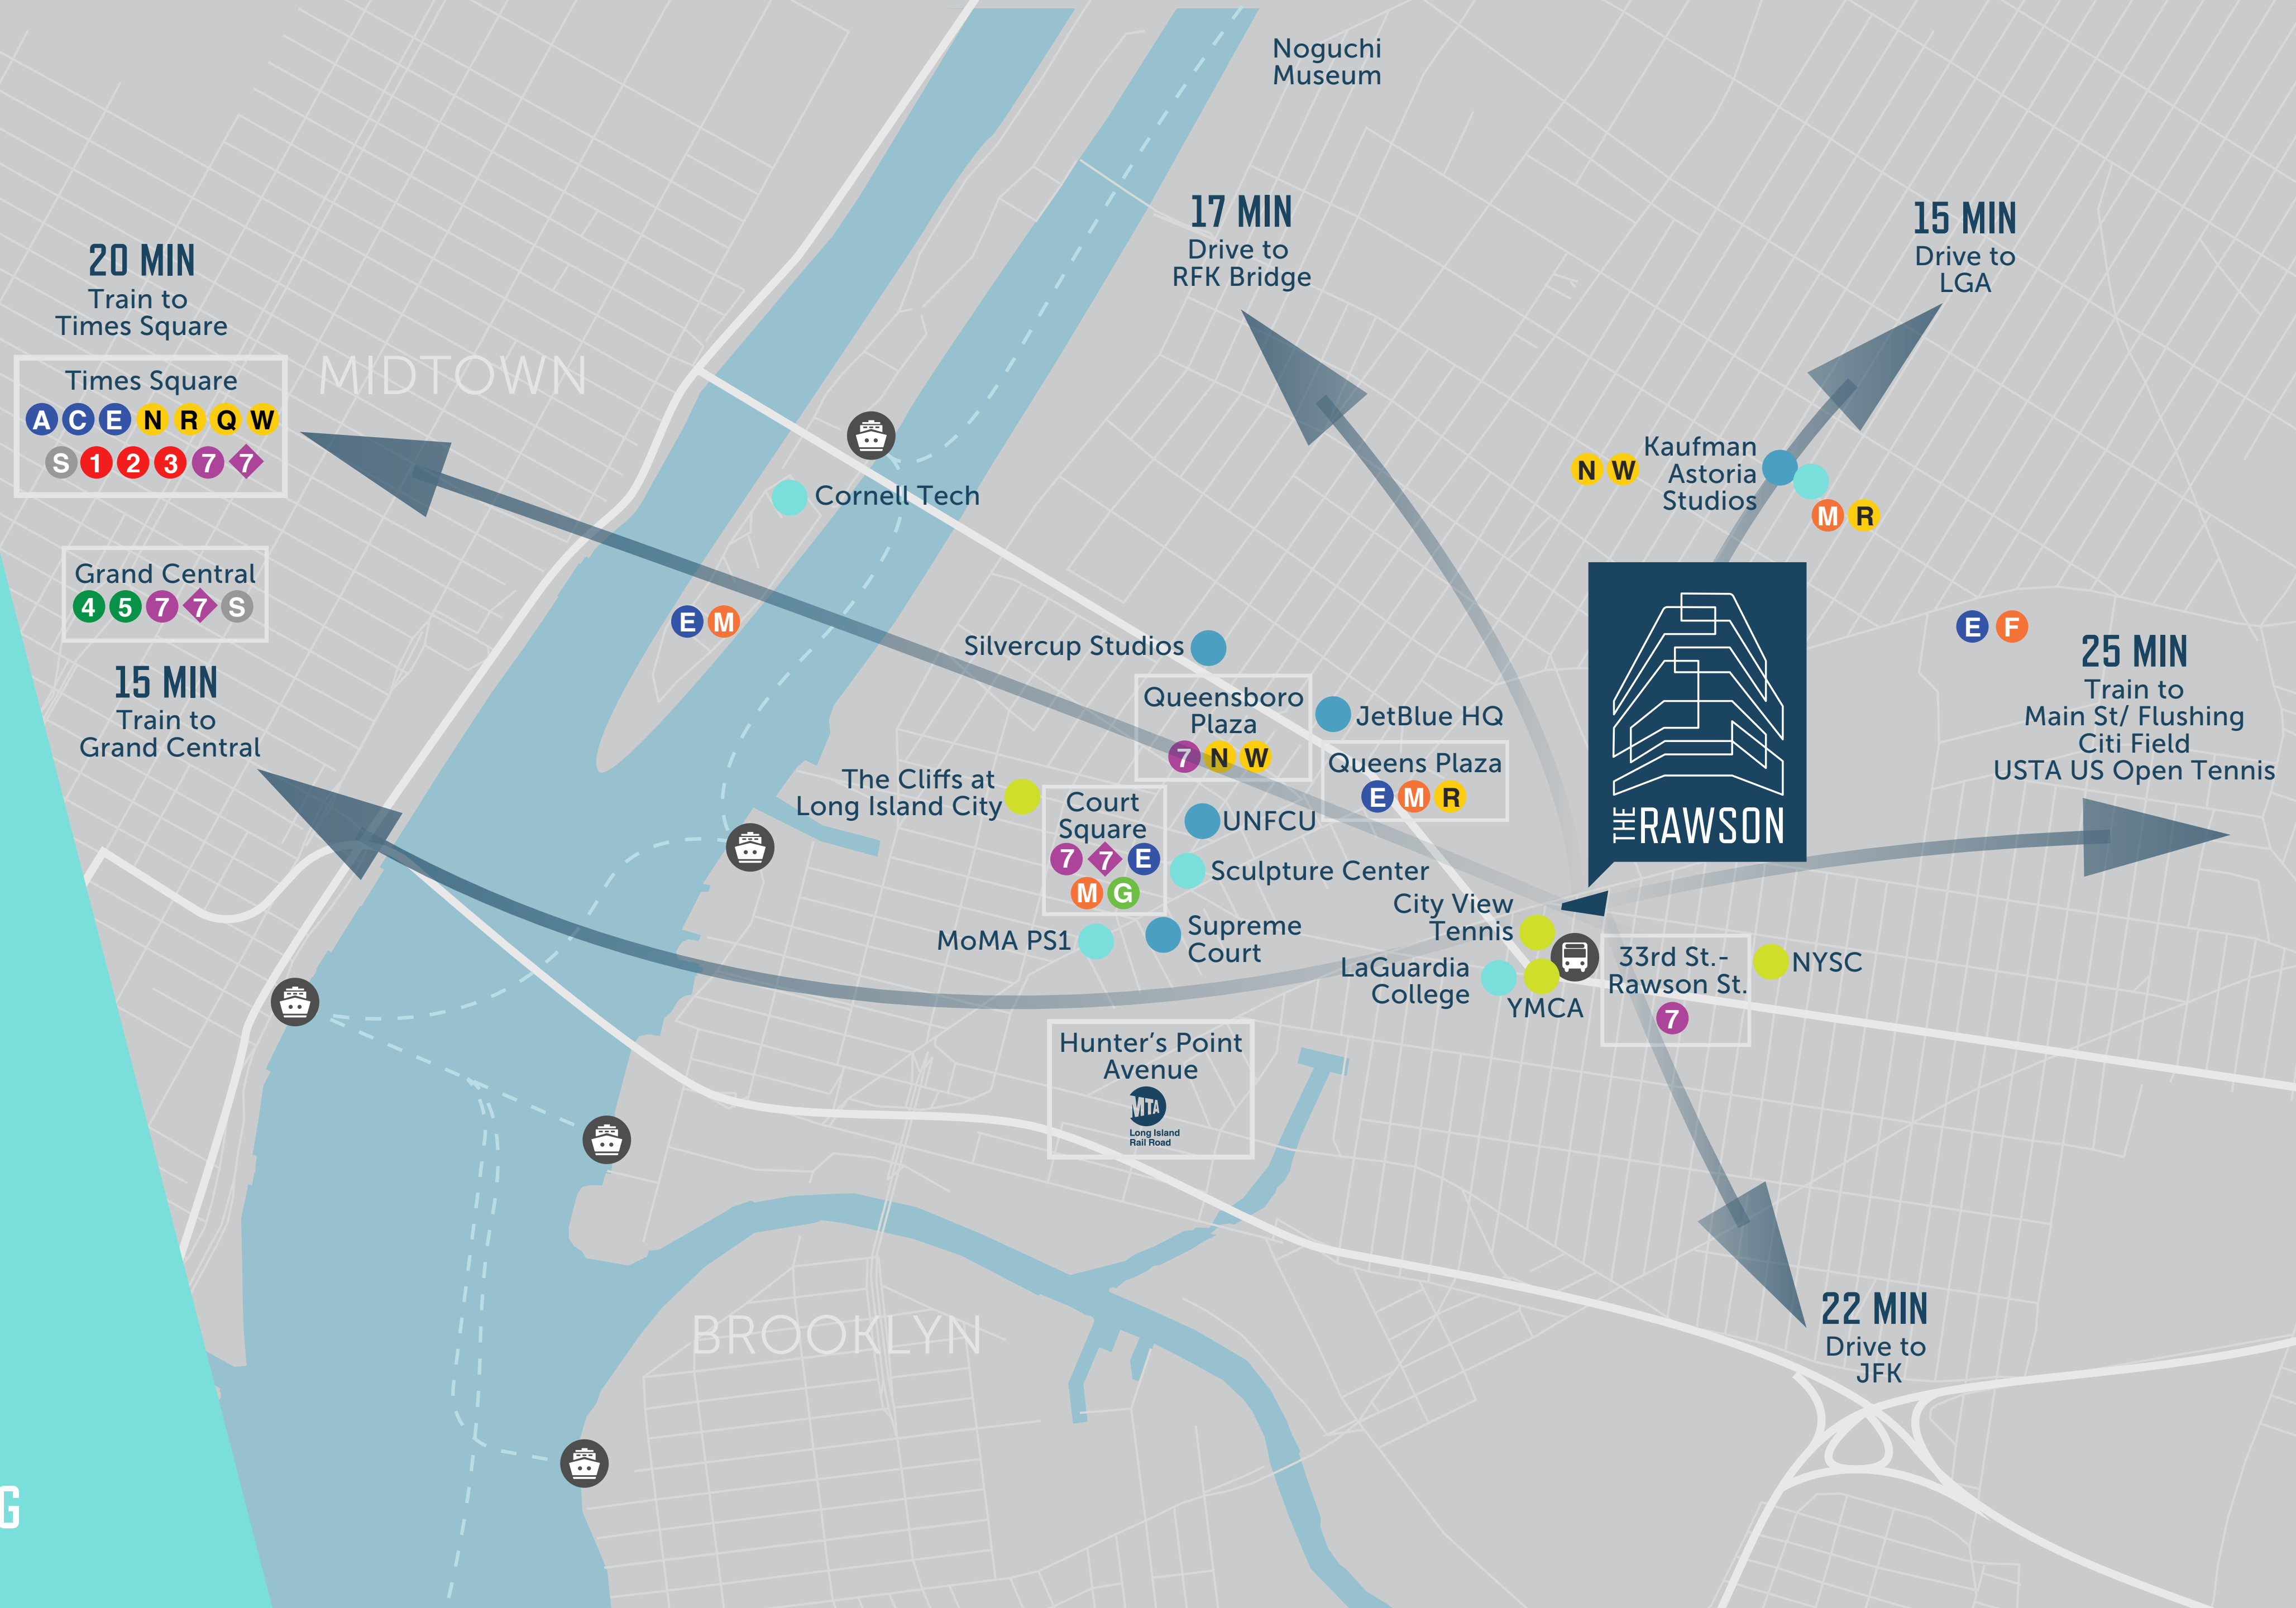 Noguchi
Museum
17 MIN
Drive to
RFK Bridge
15 MIN
Drive to
LGA
20 MIN
Train to
Times Square
Times Square
A C E N R Q W
S 1 2 3 7 7
MIDTOWN
Grand Central
4 5 7 7 S
15 MIN
Train to
Grand Central
Cornell Tech
E M
N W
Kaufman
Astoria
Studios
M R
THE RAWSON
E F
25 MIN
Train to
Main St/ Flushing
Citi Field
USTA US Open Tennis
Silvercup Studios
Queensboro
Plaza
7 N W
JetBlue HQ
Queens Plaza
E M R
The Cliffs at
Long Island City
Court
Square
7 7 E
M G
UNFCU
Sculpture Center
MoMA PS1
Supreme
Court
City View
Tennis
LaGuardia
College
YMCA
33rd St.-
Rawson St.
7
NYSC
Hunter’s Point
Avenue
MTA
Long Island
Rail Road
BROOKLYN
22 MIN
Drive to
JFK
G